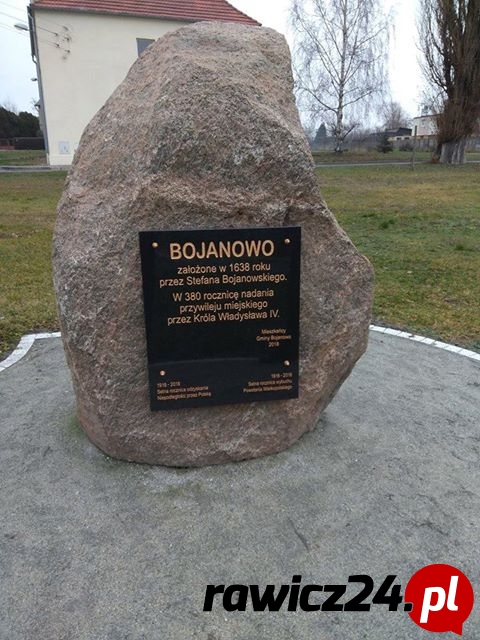 BOJANOWO
założone w 1638 roku
przez Stefana Bojanowskiego.
W 380 rocznicę nadania
przywileju miejskiego
przez Króla Władysława IV.
Mieszkańcy
Gminy Bojanowo
2018
1918 - 2018
Setna rocznica odzyskania
Niepodległości przez Polskę
1918 - 2018
Setna rocznica wybuchu
Powstania Wielkopolskiego
rawicz24.pl